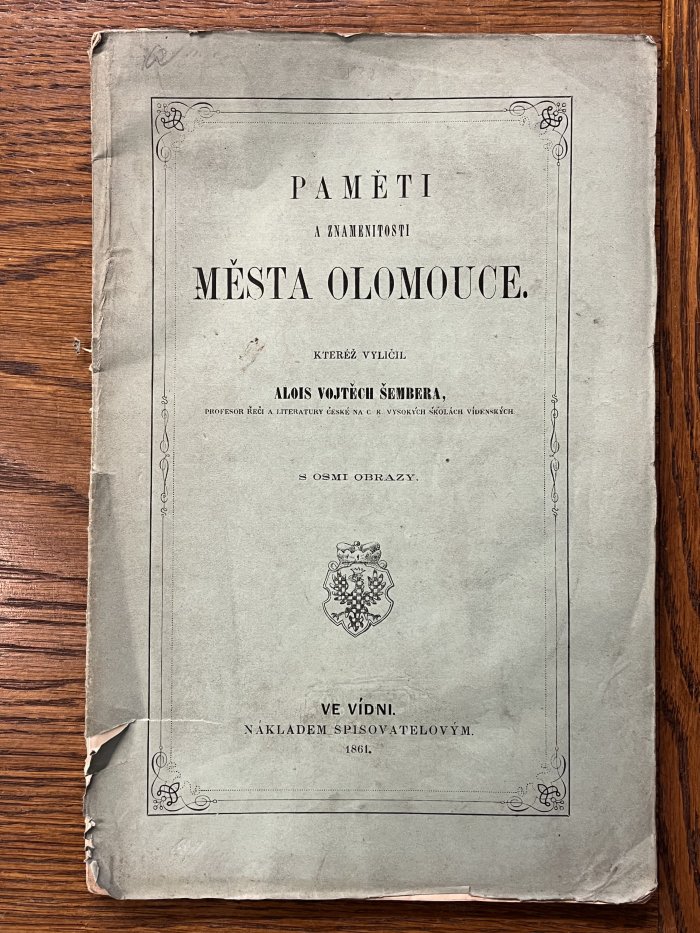 PAMĚTI
A ZNAMENITOSTI
MĚSTA OLOMOUCE.
KTERÉŽ VYLIČIL
ALOIS VOJTĚCH ŠEMBERA,
PROFESOR ŘEČI A LITERATURY ČESKÉ NA C. K. VYSOKÝCH ŠKOLÁCH VÍDENSKÝCH
S OSMI OBRAZY.
VE VÍDNI.
NÁKLADEM SPISOVATELOVÝM.
1861.